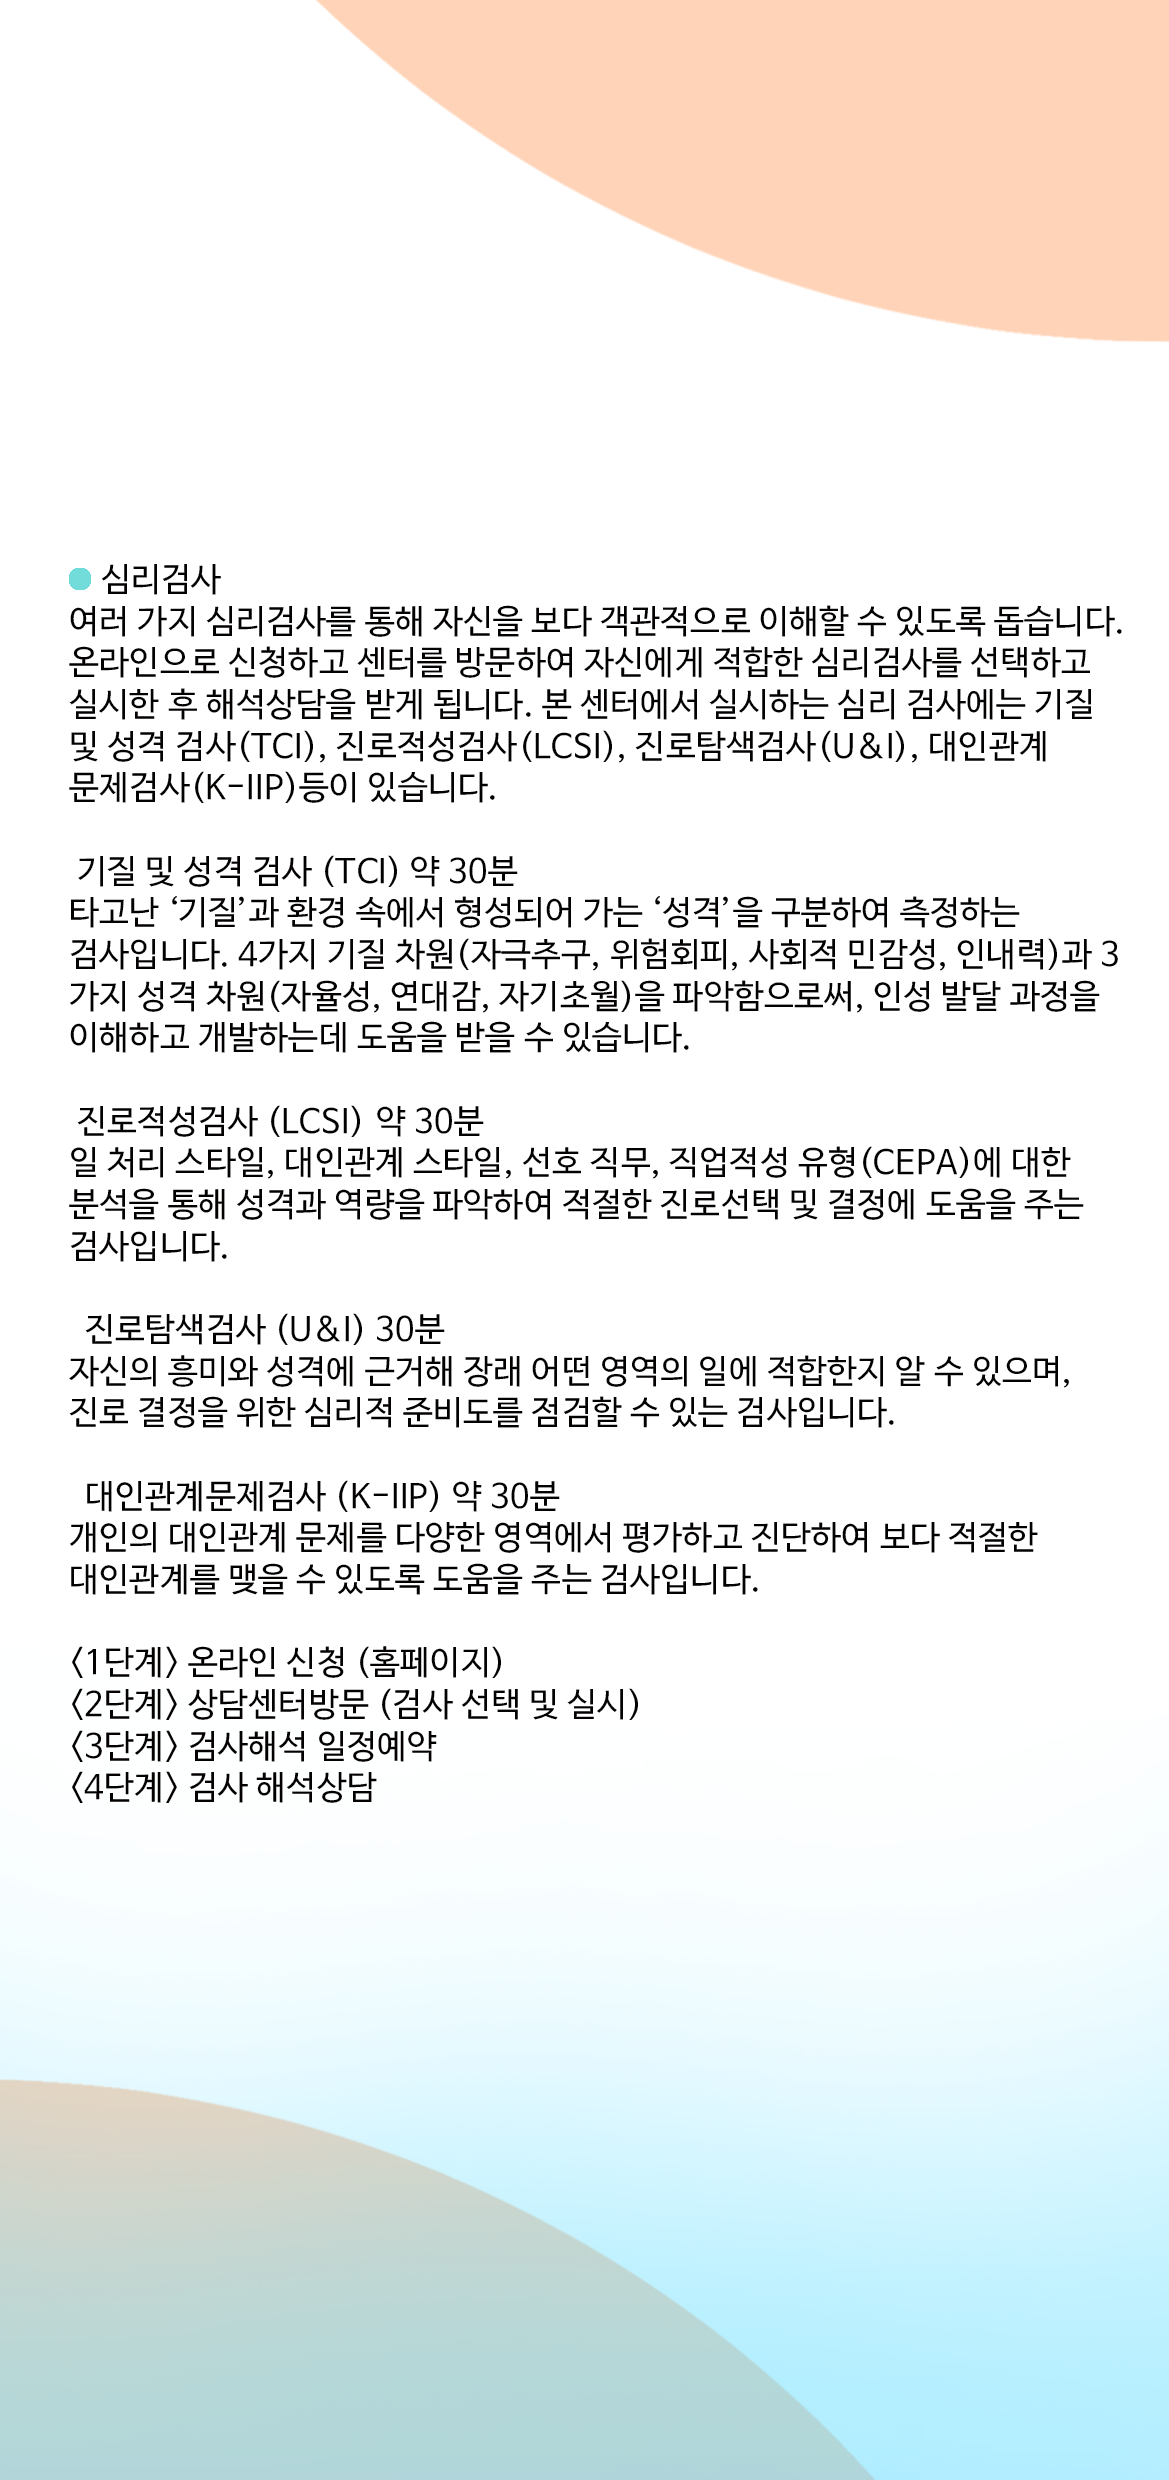 ● 심리검사
여러 가지 심리검사를 통해 자신을 보다 객관적으로 이해할 수 있도록 돕습니다.
온라인으로 신청하고 센터를 방문하여 자신에게 적합한 심리검사를 선택하고
실시한 후 해석상담을 받게 됩니다. 본 센터에서 실시하는 심리 검사에는 기질
및 성격 검사(TCI), 진로적성검사(LCSI), 진로탐색검사(U&I), 대인관계
문제검사(K-IIP)등이 있습니다.
기질 및 성격 검사 (TCI) 약 30분
타고난 ‘기질’과 환경 속에서 형성되어 가는 ‘성격’을 구분하여 측정하는
검사입니다. 4가지 기질 차원(자극추구, 위험회피, 사회적 민감성, 인내력)과 3
가지 성격 차원(자율성, 연대감, 자기초월)을 파악함으로써, 인성 발달 과정을
이해하고 개발하는데 도움을 받을 수 있습니다.
진로적성검사 (LCSI) 약 30분
일 처리 스타일, 대인관계 스타일, 선호 직무, 직업적성 유형(CEPA)에 대한
분석을 통해 성격과 역량을 파악하여 적절한 진로선택 및 결정에 도움을 주는
검사입니다.
진로탐색검사 (U&I) 30분
자신의 흥미와 성격에 근거해 장래 어떤 영역의 일에 적합한지 알 수 있으며,
진로 결정을 위한 심리적 준비도를 점검할 수 있는 검사입니다.
대인관계문제검사 (K-IIP) 약 30분
개인의 대인관계 문제를 다양한 영역에서 평가하고 진단하여 보다 적절한
대인관계를 맺을 수 있도록 도움을 주는 검사입니다.
〈1단계〉 온라인 신청 (홈페이지)
〈2단계〉 상담센터방문 (검사 선택 및 실시)
〈3단계〉 검사해석 일정예약
〈4단계〉 검사 해석상담